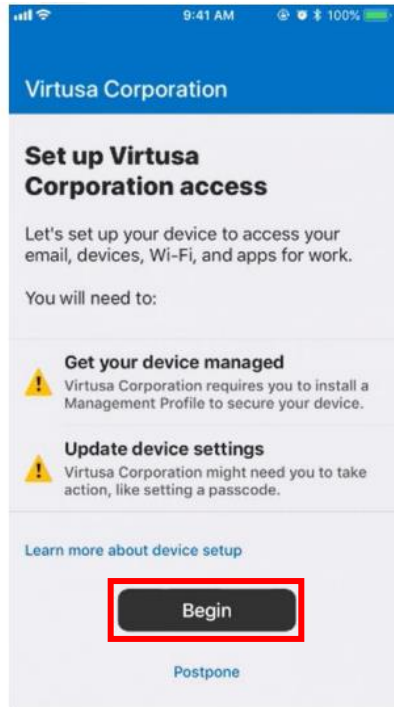 9:41 AM
100%
Virtusa Corporation
Set up Virtusa
Corporation access
Let's set up your device to access your
email, devices, Wi-Fi, and apps for work.
You will need to:
Get your device managed
Virtusa Corporation requires you to install a
Management Profile to secure your device.
Update device settings
Virtusa Corporation might need you to take
action, like setting a passcode.
Learn more about device setup
Begin
Postpone